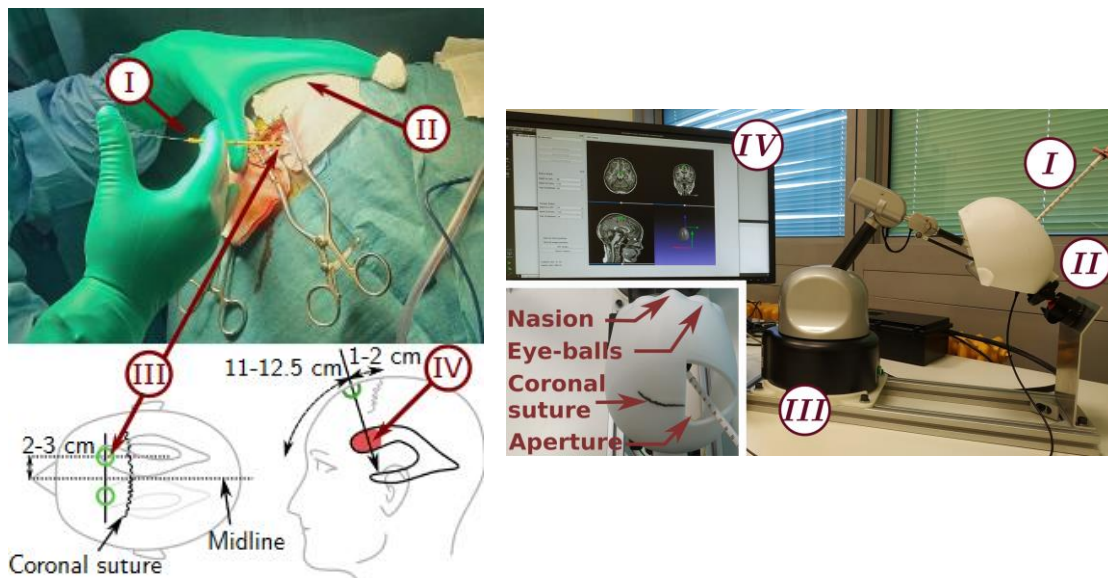 I
II
III
IV
11-12.5 cm
1-2 cm
2-3 cm
Midline
Coronal suture
IV
I
II
III
Nasion
Eye-balls
Coronal
suture
Aperture